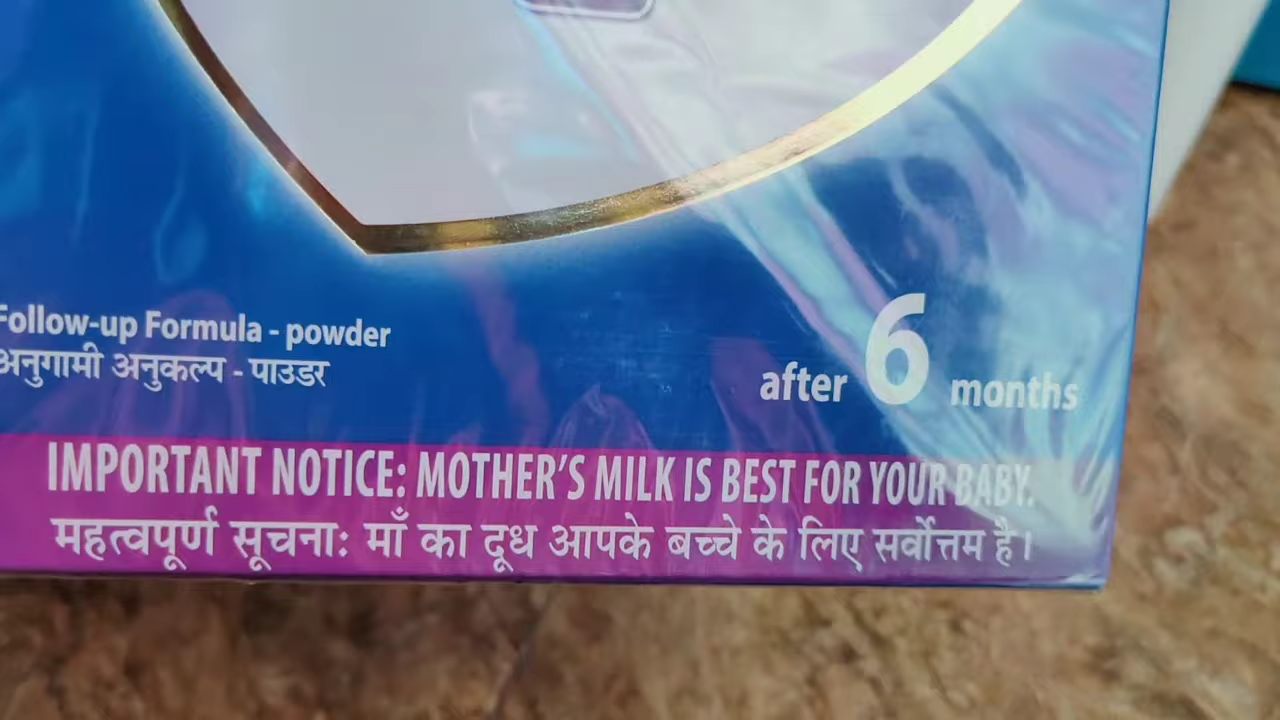 Follow-up Formula - powder
अनुगामी अनुकल्प - पाउडर
after 6 months
IMPORTANT NOTICE: MOTHER'S MILK IS BEST FOR YOUR BABY.
महत्वपूर्ण सूचनाः माँ का दूध आपके बच्चे के लिए सर्वोत्तम है।